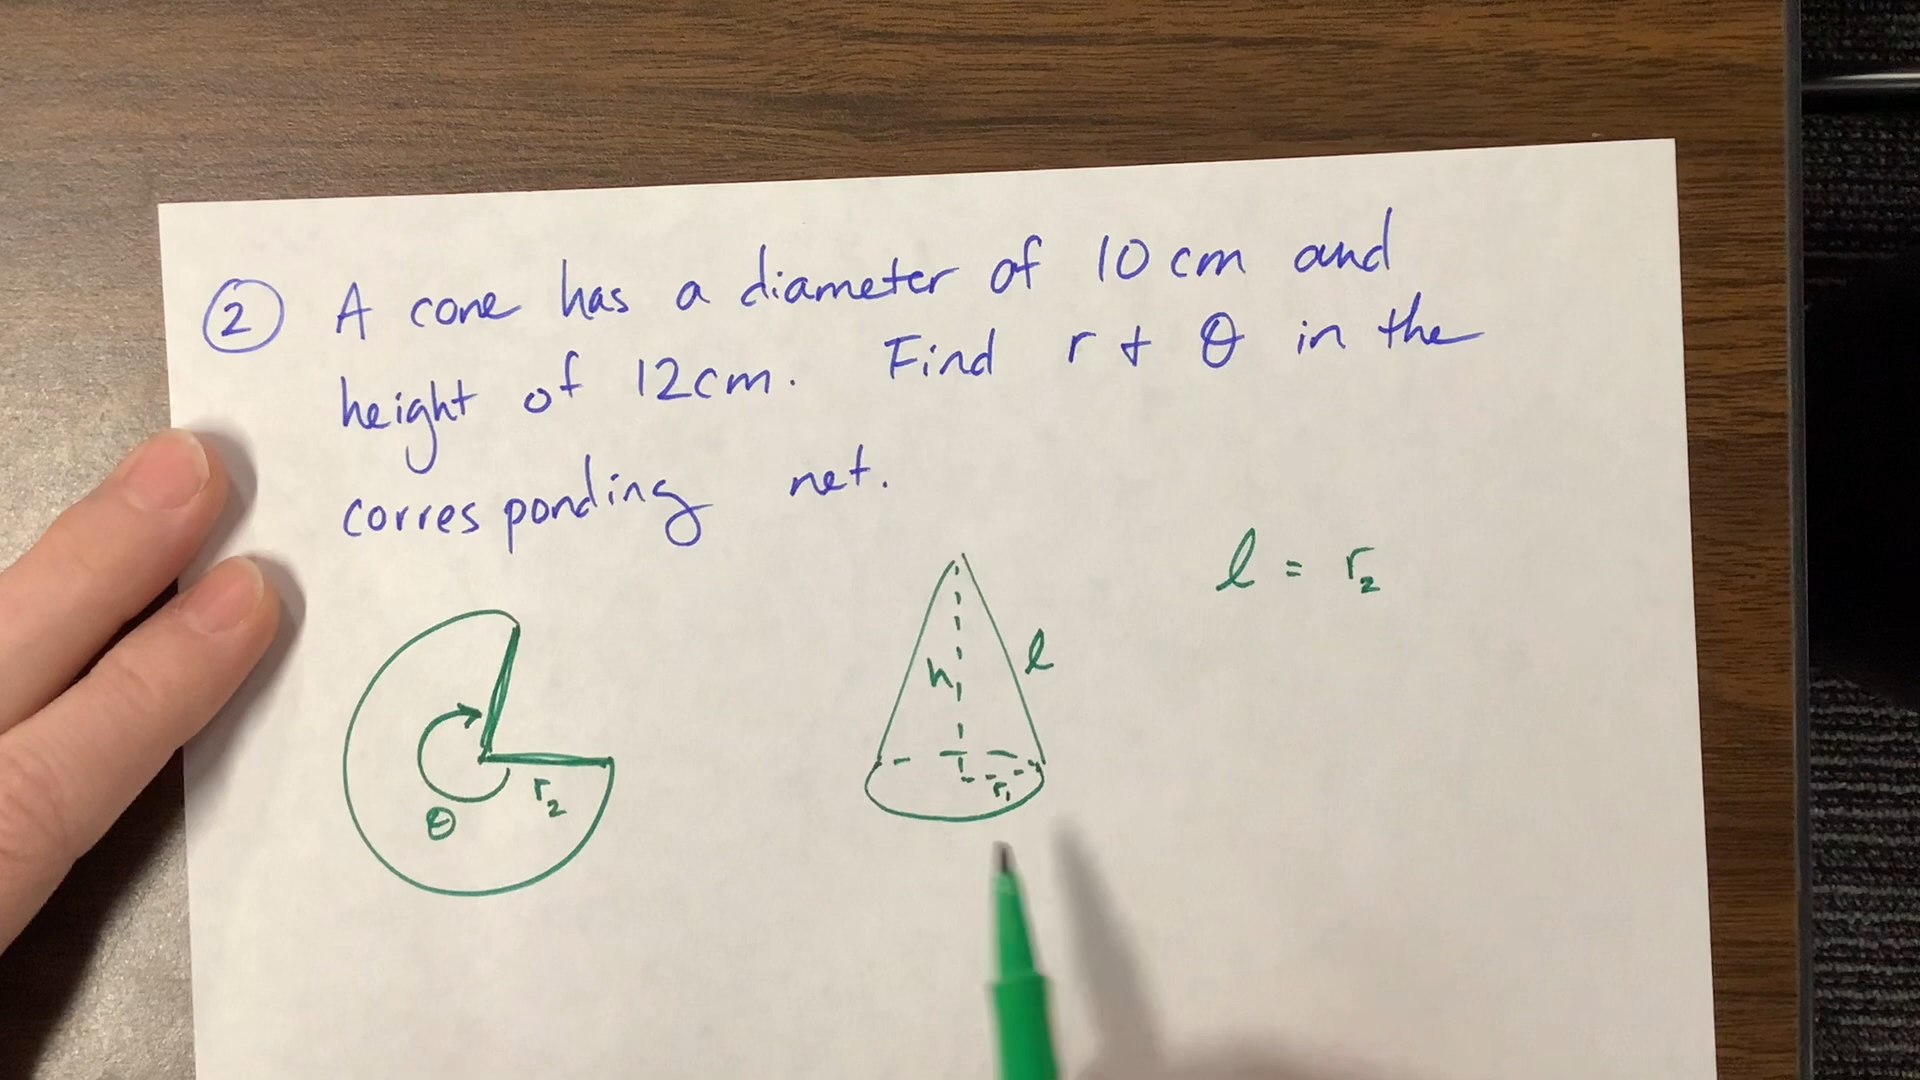 ② A cone has a diameter of 10 cm and
height of 12cm. Find r + θ in the
corresponding net.
l = r₂
h
l
r₁
θ
r₂